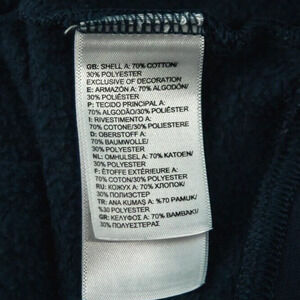 GB: SHELL A: 70% COTTON/
30% POLYESTER
EXCLUSIVE OF DECORATION
E: ARMAZÓN A: 70% ALGODÓN/
30% POLIÉSTER
P: TECIDO PRINCIPAL A:
70% ALGODÃO/30% POLIÉSTER
I: RIVESTIMENTO A:
70% COTONE/30% POLIESTERE
D: OBERSTOFF A:
70% BAUMWOLLE/
30% POLYESTER
NL: OMHULSEL A: 70% KATOEN/
30% POLYESTER
F: ÉTOFFE EXTÉRIEURE A:
70% COTON/30% POLYESTER
RU: КОЖУХ А: 70% ХЛОПОК/
30% ПОЛИЭСТЕР
TR: ANA KUMAŞ A: %70 PAMUK/
%30 POLYESTER
GR: ΚΕΛΥΦΟΣ Α: 70% ΒΑΜΒΑΚΙ/
30% ΠΟΛΥΕΣΤΕΡΑΣ